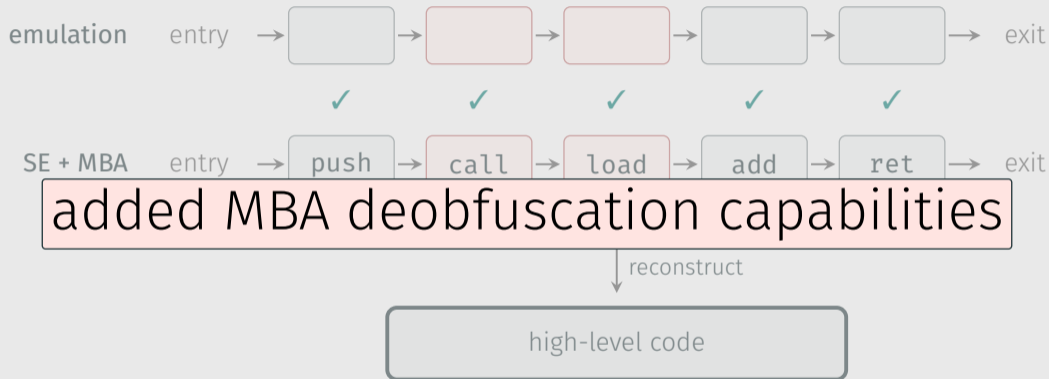 emulation entry exit
✓ ✓ ✓ ✓ ✓
SE + MBA entry push call load add ret exit
added MBA deobfuscation capabilities
reconstruct
high-level code